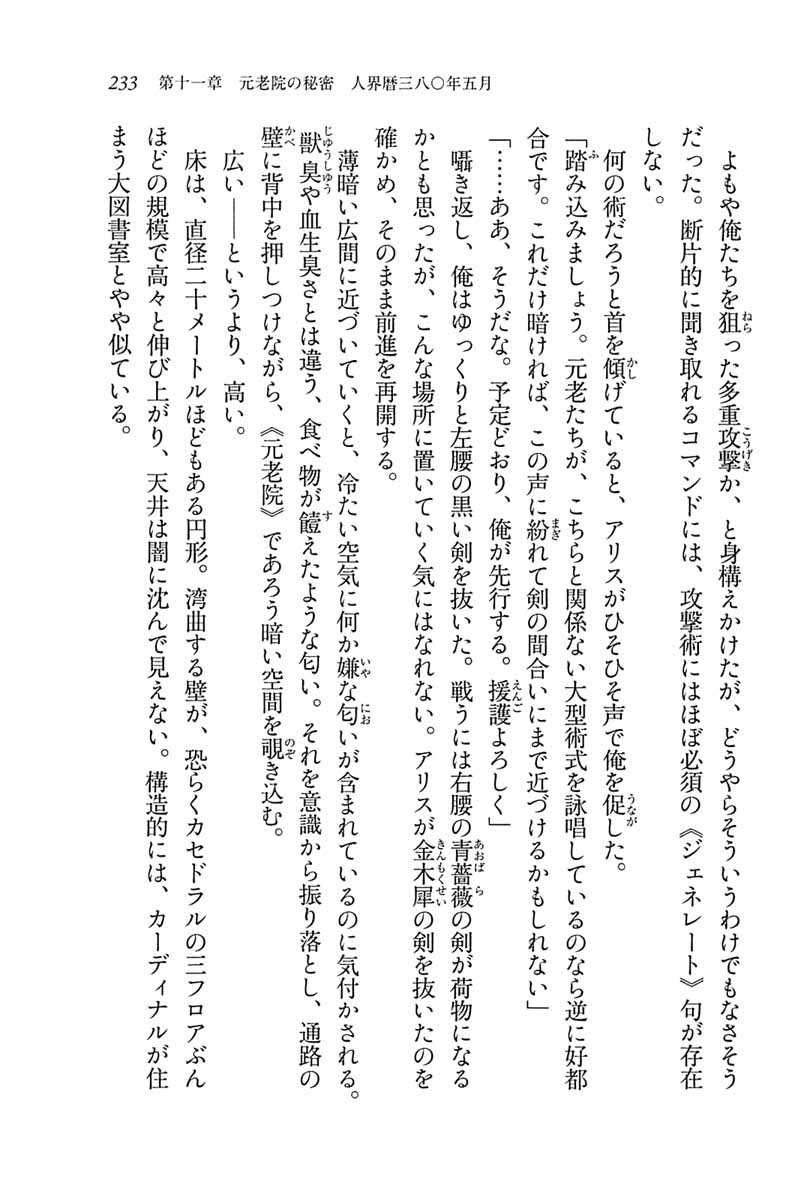 233 第十一章 元老院の秘密 人界暦三八〇年五月
よもや俺たちを狙った多重攻撃か、と身構えかけたが、どうやらそういうわけでもなさそう
だった。断片的に聞き取れるコマンドには、攻撃術にはほぼ必須の《ジェネレート》句が存在
しない。
何の術だろうと首を傾げていると、アリスがひそひそ声で俺を促した。
「踏み込みましょう。元老たちが、こちらと関係ない大型術式を詠唱しているのなら逆に好都
合です。これだけ暗ければ、この声に紛れて剣の間合いにまで近づけるかもしれない」
「……ああ、そうだな。予定どおり、俺が先行する。援護よろしく」
囁き返し、俺はゆっくりと左腰の黒い剣を抜いた。戦うには右腰の青薔薇の剣が荷物になる
かとも思ったが、こんな場所に置いていく気にはなれない。アリスが金木犀の剣を抜いたのを
確かめ、そのまま前進を再開する。
薄暗い広間に近づいていくと、冷たい空気に何か嫌な匂いが含まれているのに気付かされる。
獣臭や血生臭さとは違う、食べ物が饐えたような匂い。それを意識から振り落とし、通路の
壁に背中を押しつけながら、《元老院》であろう暗い空間を覗き込む。
広い――というより、高い。
床は、直径二十メートルほどもある円形。湾曲する壁が、恐らくカセドラルの三フロアぶん
ほどの規模で高々と伸び上がり、天井は闇に沈んで見えない。構造的には、カーディナルが住
まう大図書室とやや似ている。